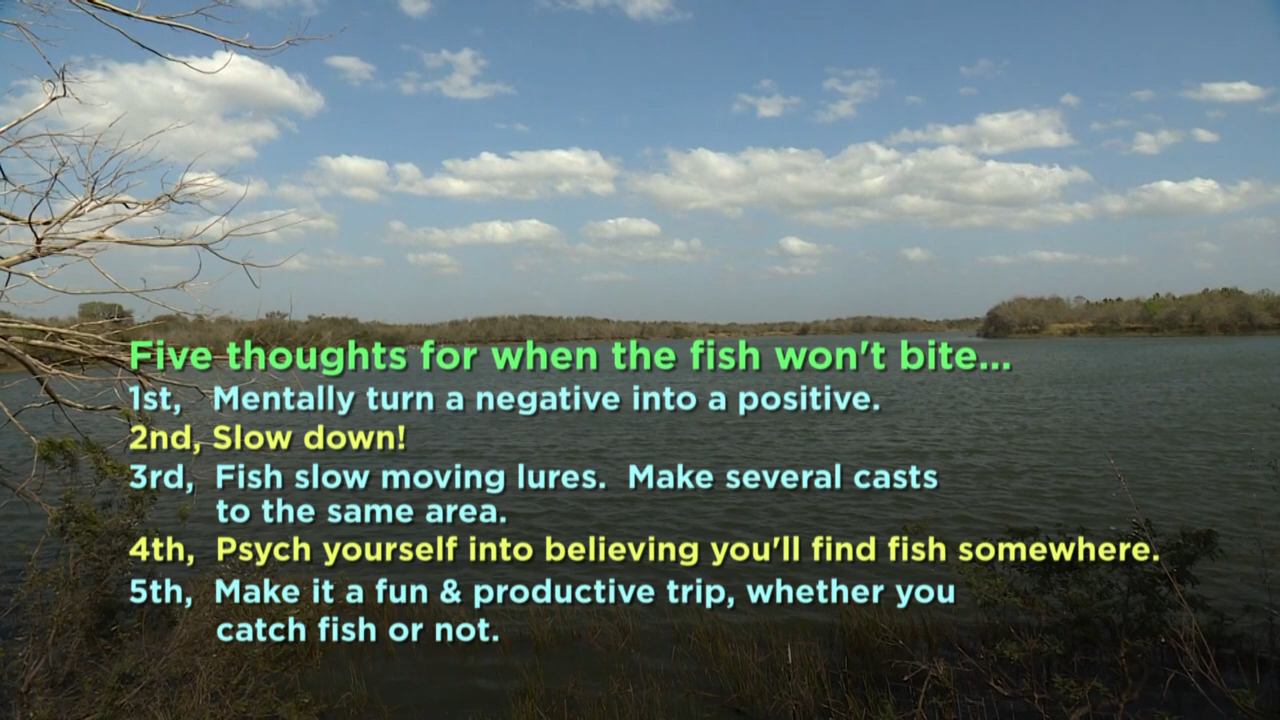 Five thoughts for when the fish won't bite...
1st, Mentally turn a negative into a positive.
2nd, Slow down!
3rd, Fish slow moving lures. Make several casts
to the same area.
4th, Psych yourself into believing you'll find fish somewhere.
5th, Make it a fun & productive trip, whether you
catch fish or not.